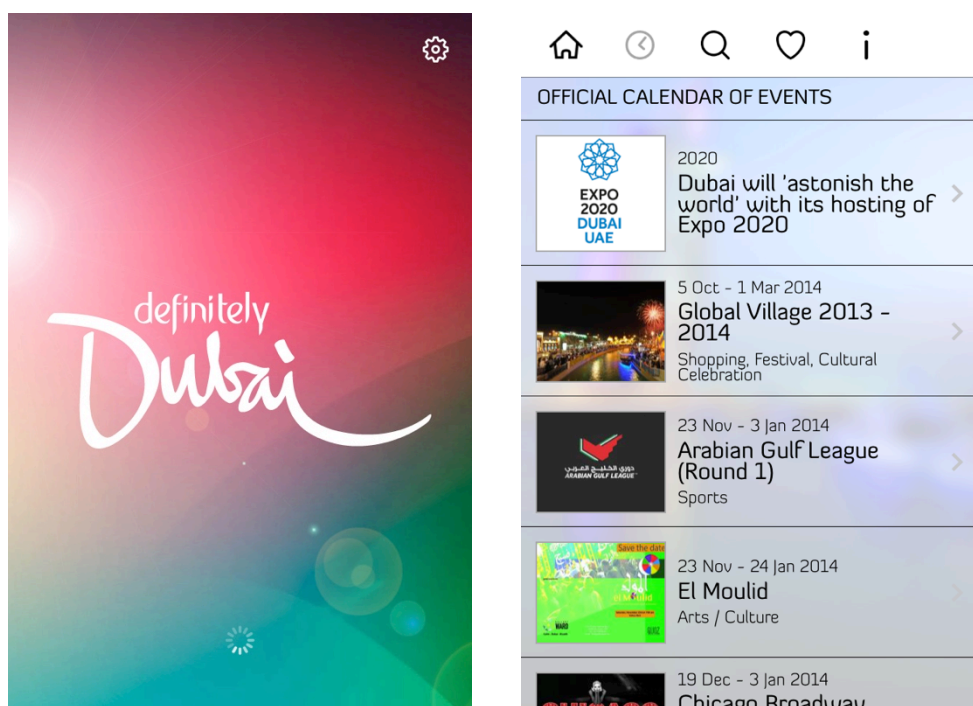 definitely
Dubai
OFFICIAL CALENDAR OF EVENTS
EXPO
2020
DUBAI
UAE
2020
Dubai will 'astonish the
world' with its hosting of
Expo 2020
5 Oct - 1 Mar 2014
Global Village 2013 -
2014
Shopping, Festival, Cultural
Celebration
دوري الخليج العربي
ARABIAN GULF LEAGUE
23 Nov - 3 Jan 2014
Arabian Gulf League
(Round 1)
Sports
Save the date
23 Nov - 24 Jan 2014
El Moulid
Arts / Culture
19 Dec - 3 Jan 2014
Chicago Broadway